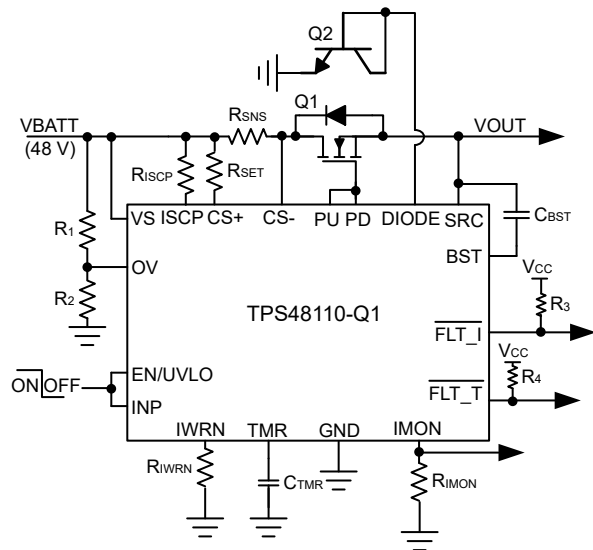 Q2
Q1
RSNS
VBATT
(48 V)
VOUT
RISCP
RSET
CBST
R1
VS
ISCP
CS+
CS-
PU
PD
DIODE
SRC
BST
OV
R2
VCC
R3
TPS48110-Q1
FLT_I
VCC
R4
ON
OFF
EN/UVLO
INP
FLT_T
IWRN
TMR
GND
IMON
RIWRN
CTMR
RIMON